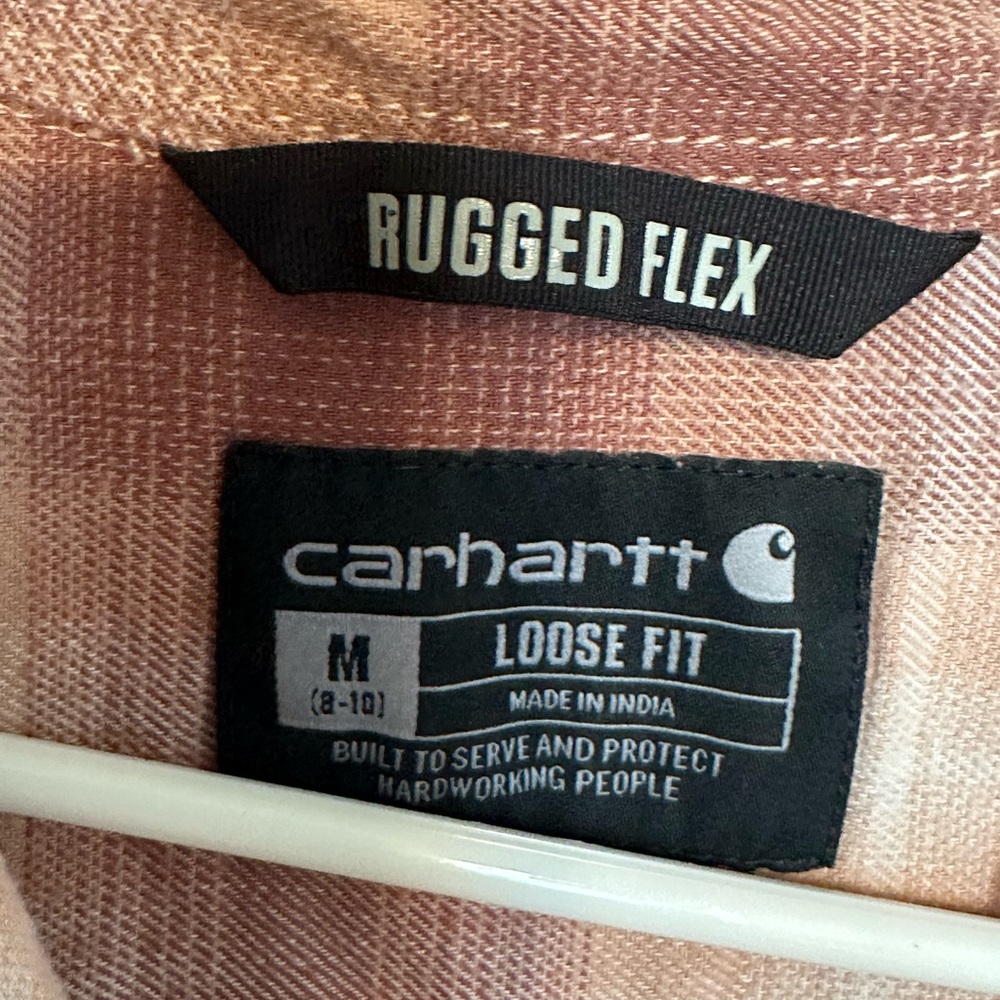 RUGGED FLEX
carhartt
M
(8-10)
LOOSE FIT
MADE IN INDIA
BUILT TO SERVE AND PROTECT
HARDWORKING PEOPLE